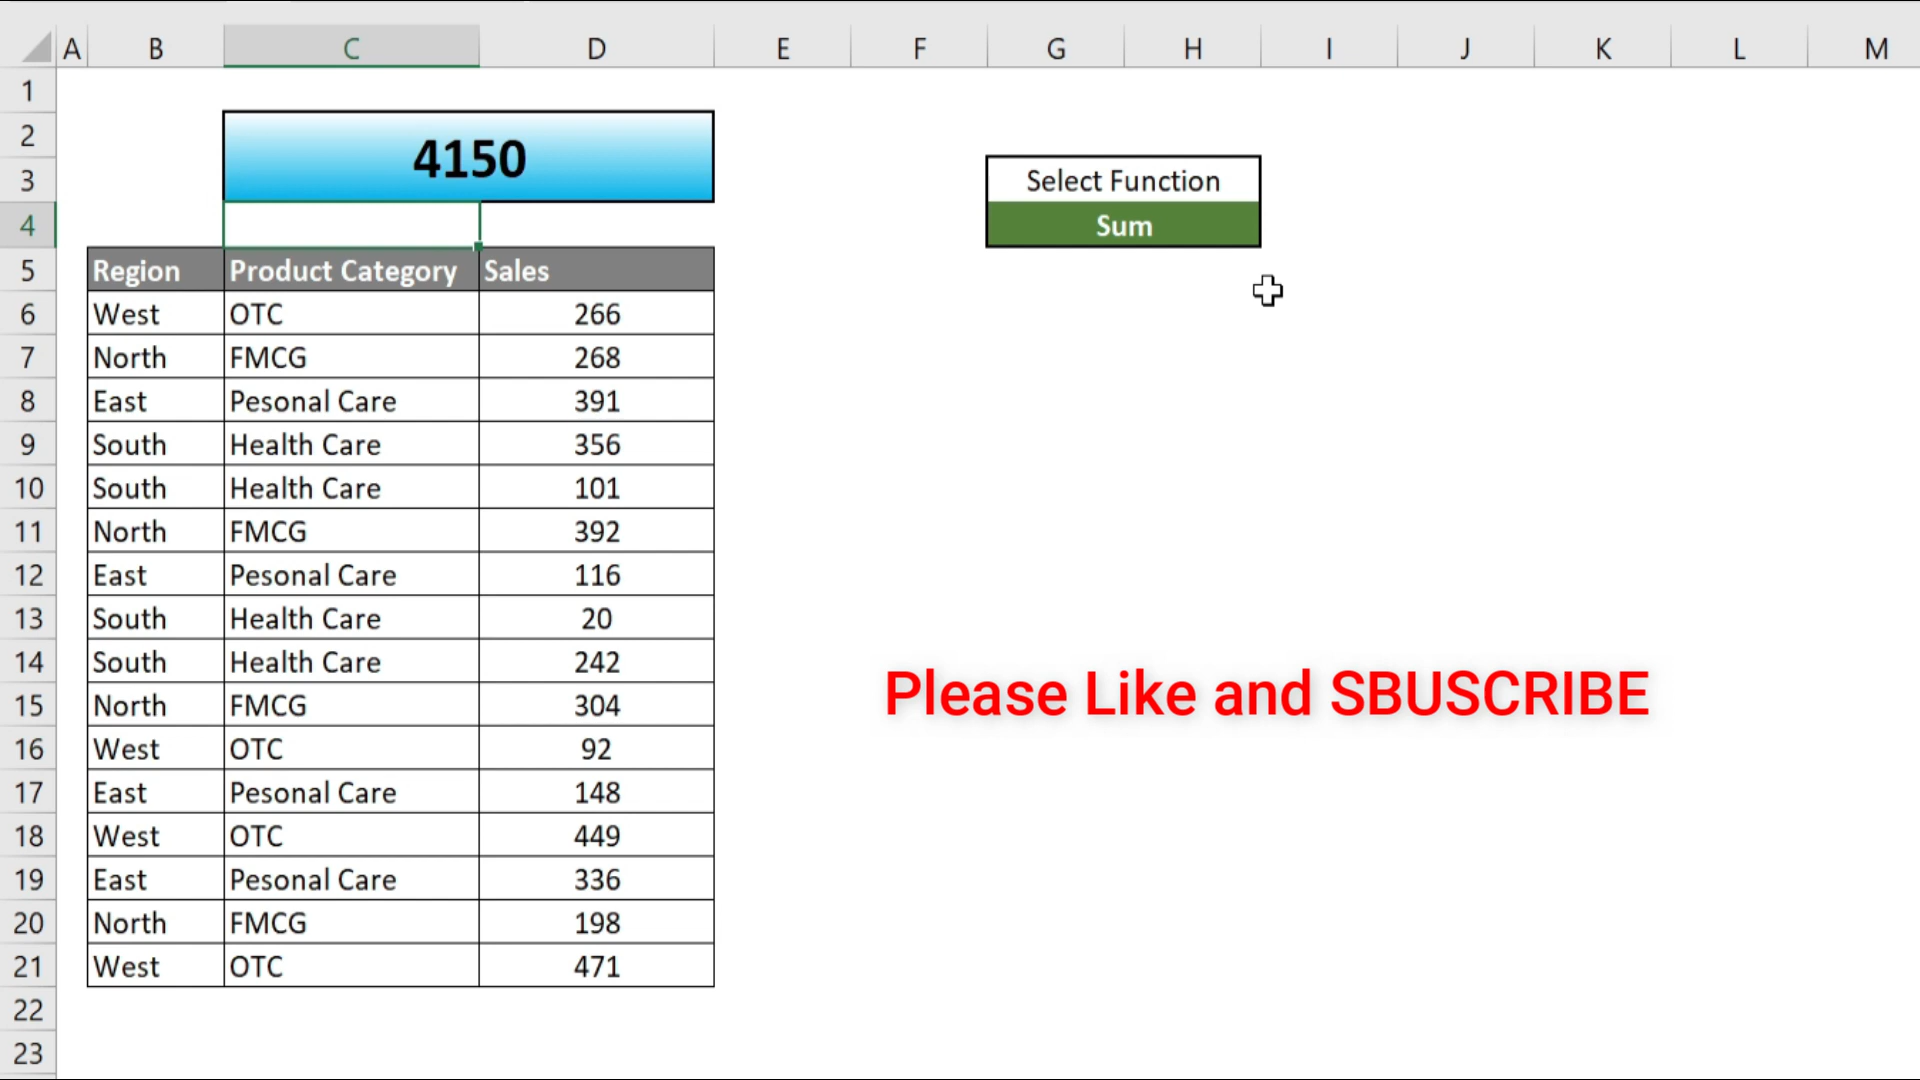 A B C D E F G H I J K L M
1
2 4150
3 Select Function
4 Sum
5 Region Product Category Sales
6 West OTC 266
7 North FMCG 268
8 East Pesonal Care 391
9 South Health Care 356
10 South Health Care 101
11 North FMCG 392
12 East Pesonal Care 116
13 South Health Care 20
14 South Health Care 242
15 North FMCG 304
Please Like and SBUSCRIBE
16 West OTC 92
17 East Pesonal Care 148
18 West OTC 449
19 East Pesonal Care 336
20 North FMCG 198
21 West OTC 471
22
23